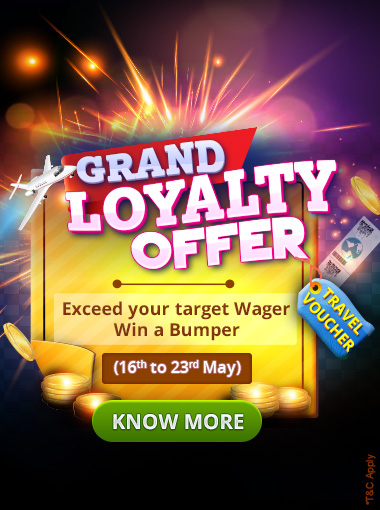 GRAND
LOYALTY
OFFER
Exceed your target Wager
Win a Bumper
(16th to 23rd May)
KNOW MORE
TRAVEL
VOUCHER
*T&C Apply